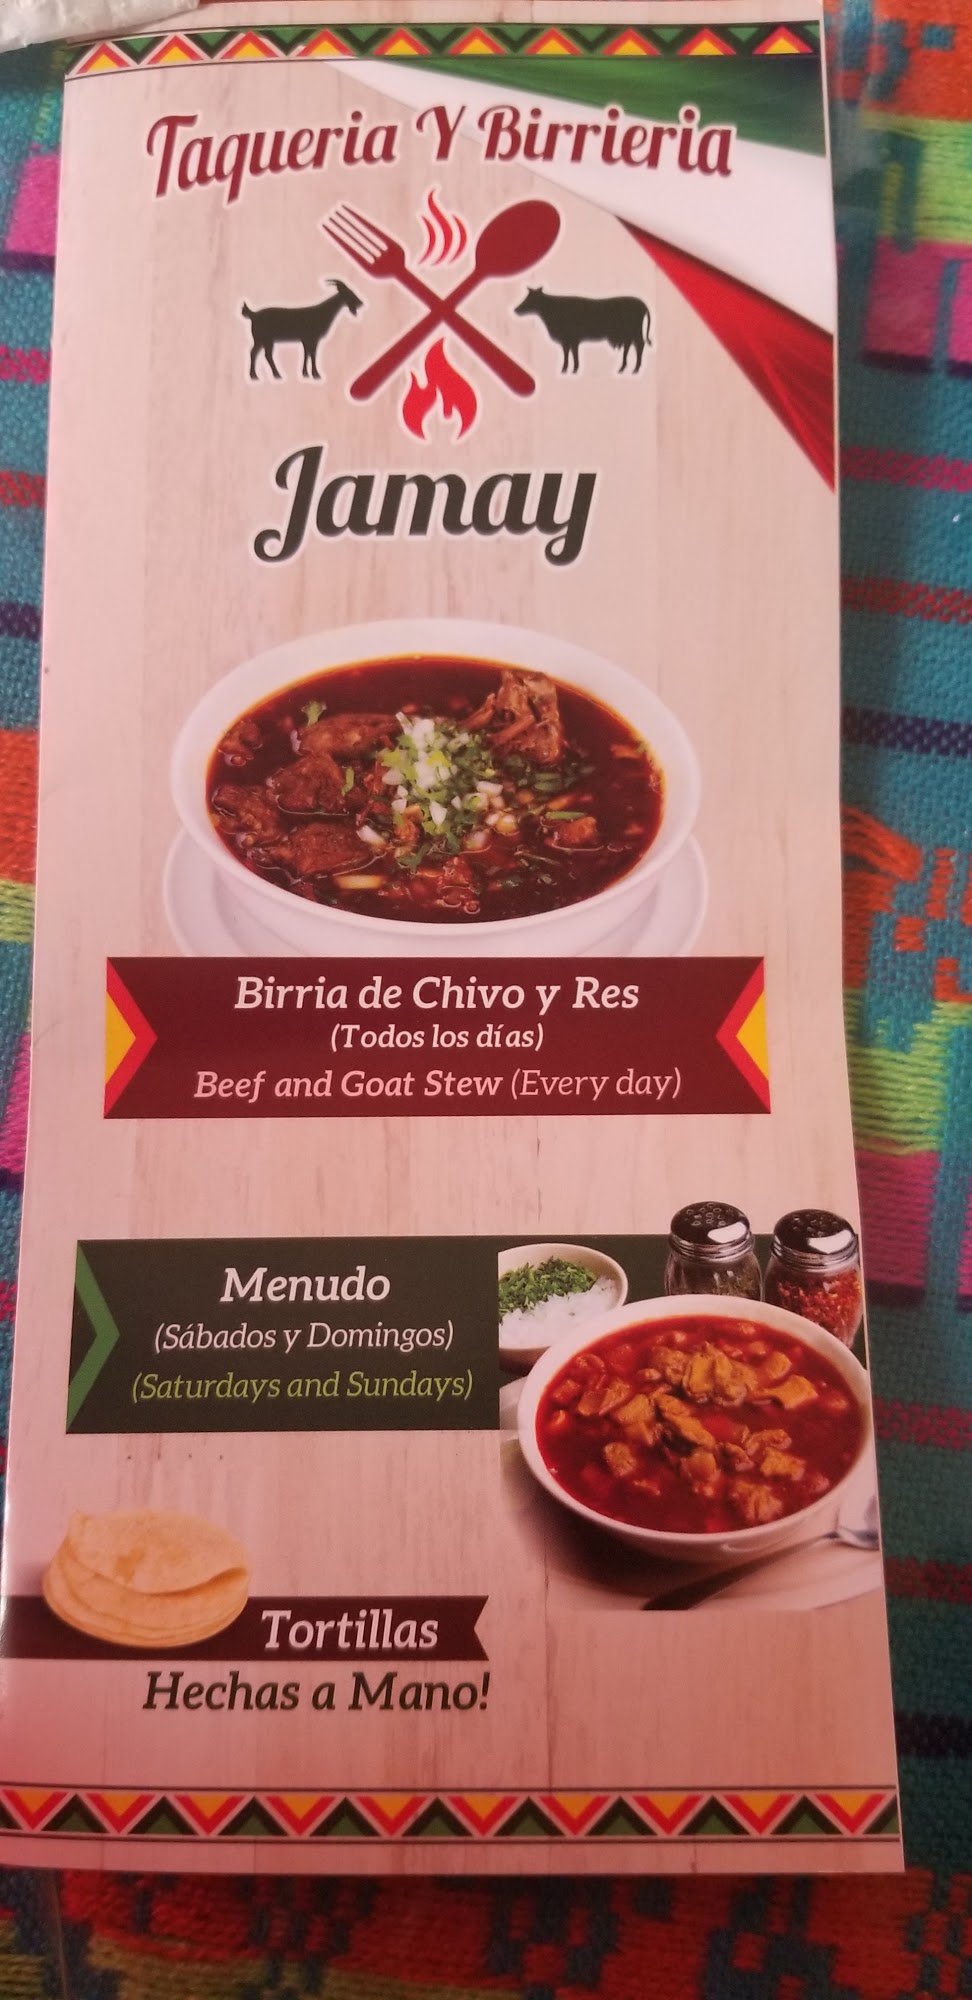 Taqueria Y Birrieria
Jamay
Birria de Chivo y Res
(Todos los días)
Beef and Goat Stew (Every day)
Menudo
(Sábados y Domingos)
(Saturdays and Sundays)
Tortillas
Hechas a Mano!